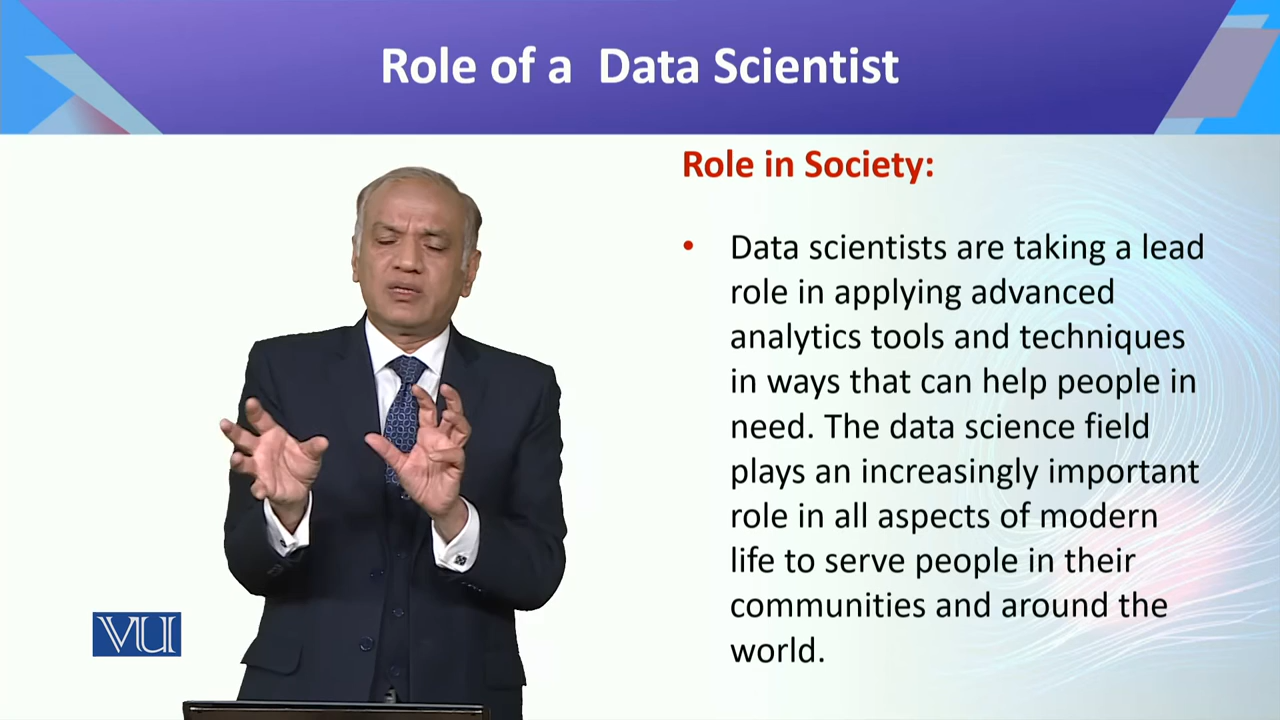 Role of a  Data Scientist
Role in Society:
• Data scientists are taking a lead
role in applying advanced
analytics tools and techniques
in ways that can help people in
need. The data science field
plays an increasingly important
role in all aspects of modern
life to serve people in their
communities and around the
world.
VU